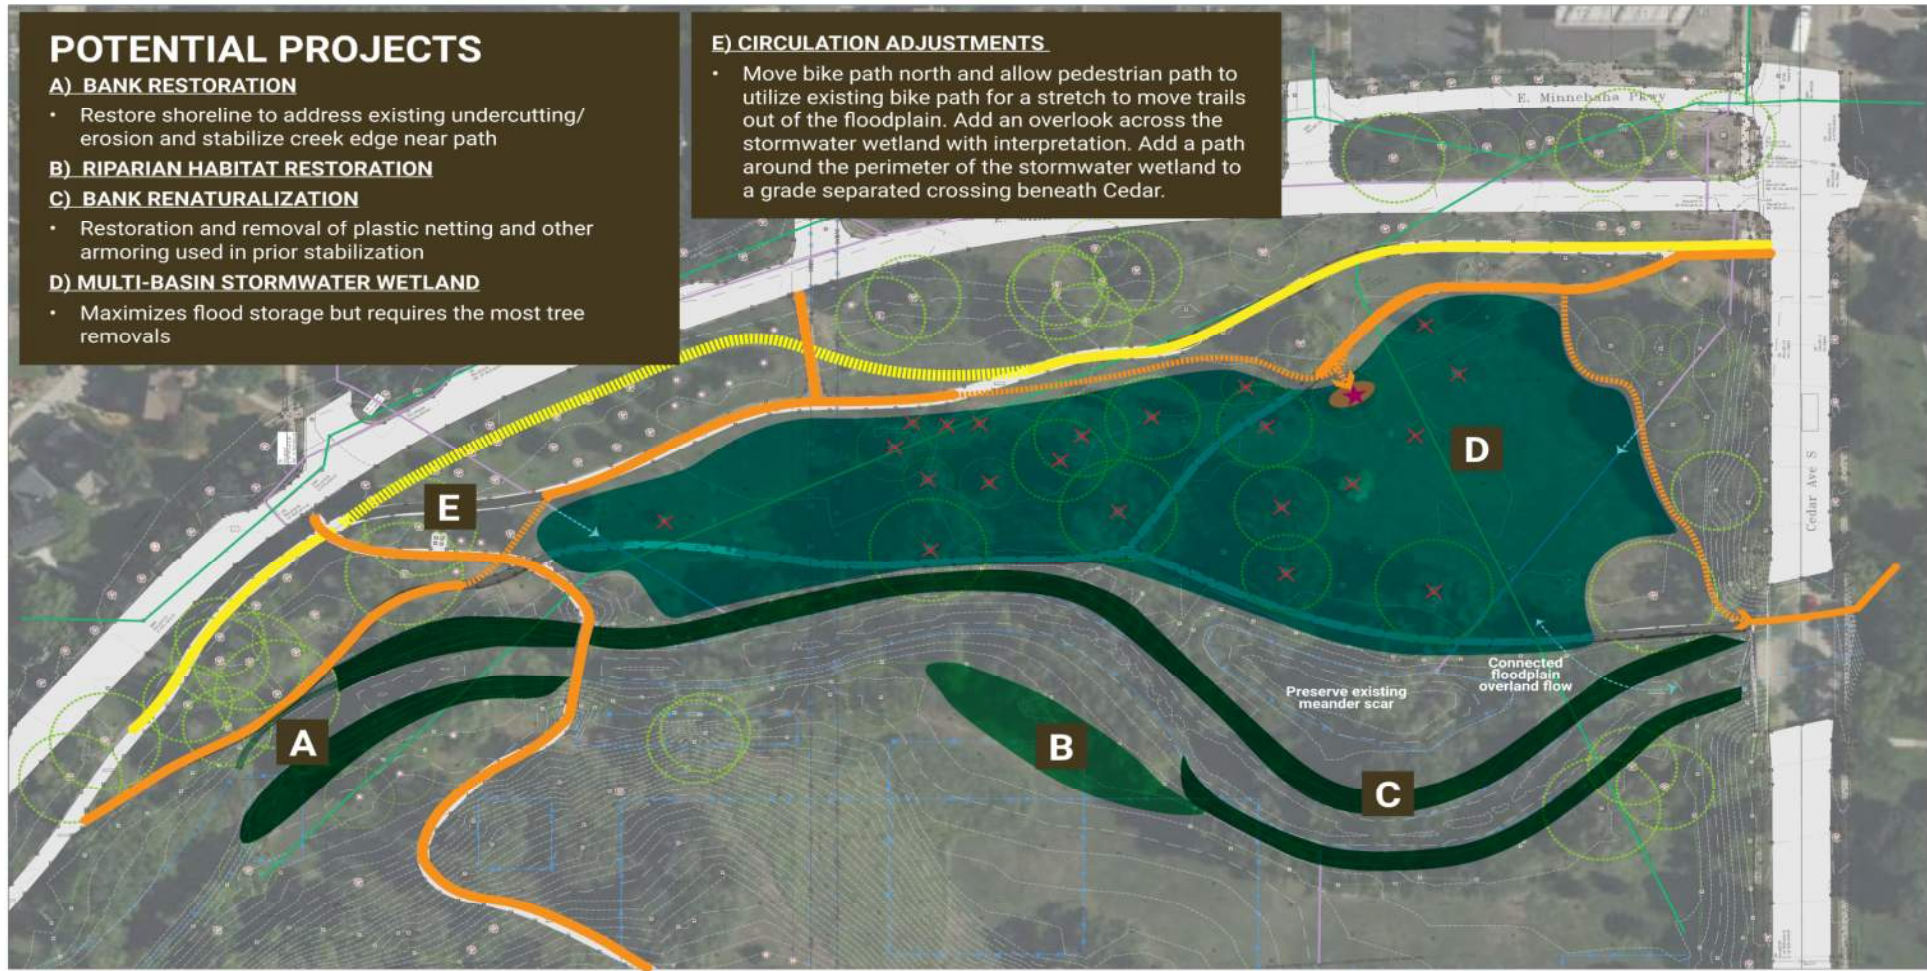 POTENTIAL PROJECTS
A) BANK RESTORATION
• Restore shoreline to address existing undercutting/
erosion and stabilize creek edge near path
B) RIPARIAN HABITAT RESTORATION
C) BANK RENATURALIZATION
• Restoration and removal of plastic netting and other
armoring used in prior stabilization
D) MULTI-BASIN STORMWATER WETLAND
• Maximizes flood storage but requires the most tree
removals
E) CIRCULATION ADJUSTMENTS
• Move bike path north and allow pedestrian path to
utilize existing bike path for a stretch to move trails
out of the floodplain. Add an overlook across the
stormwater wetland with interpretation. Add a path
around the perimeter of the stormwater wetland to
a grade separated crossing beneath Cedar.
E. Minnehaha Pkwy
D
E
Cedar Ave S
Connected
floodplain
overland flow
Preserve existing
meander scar
A
B
C